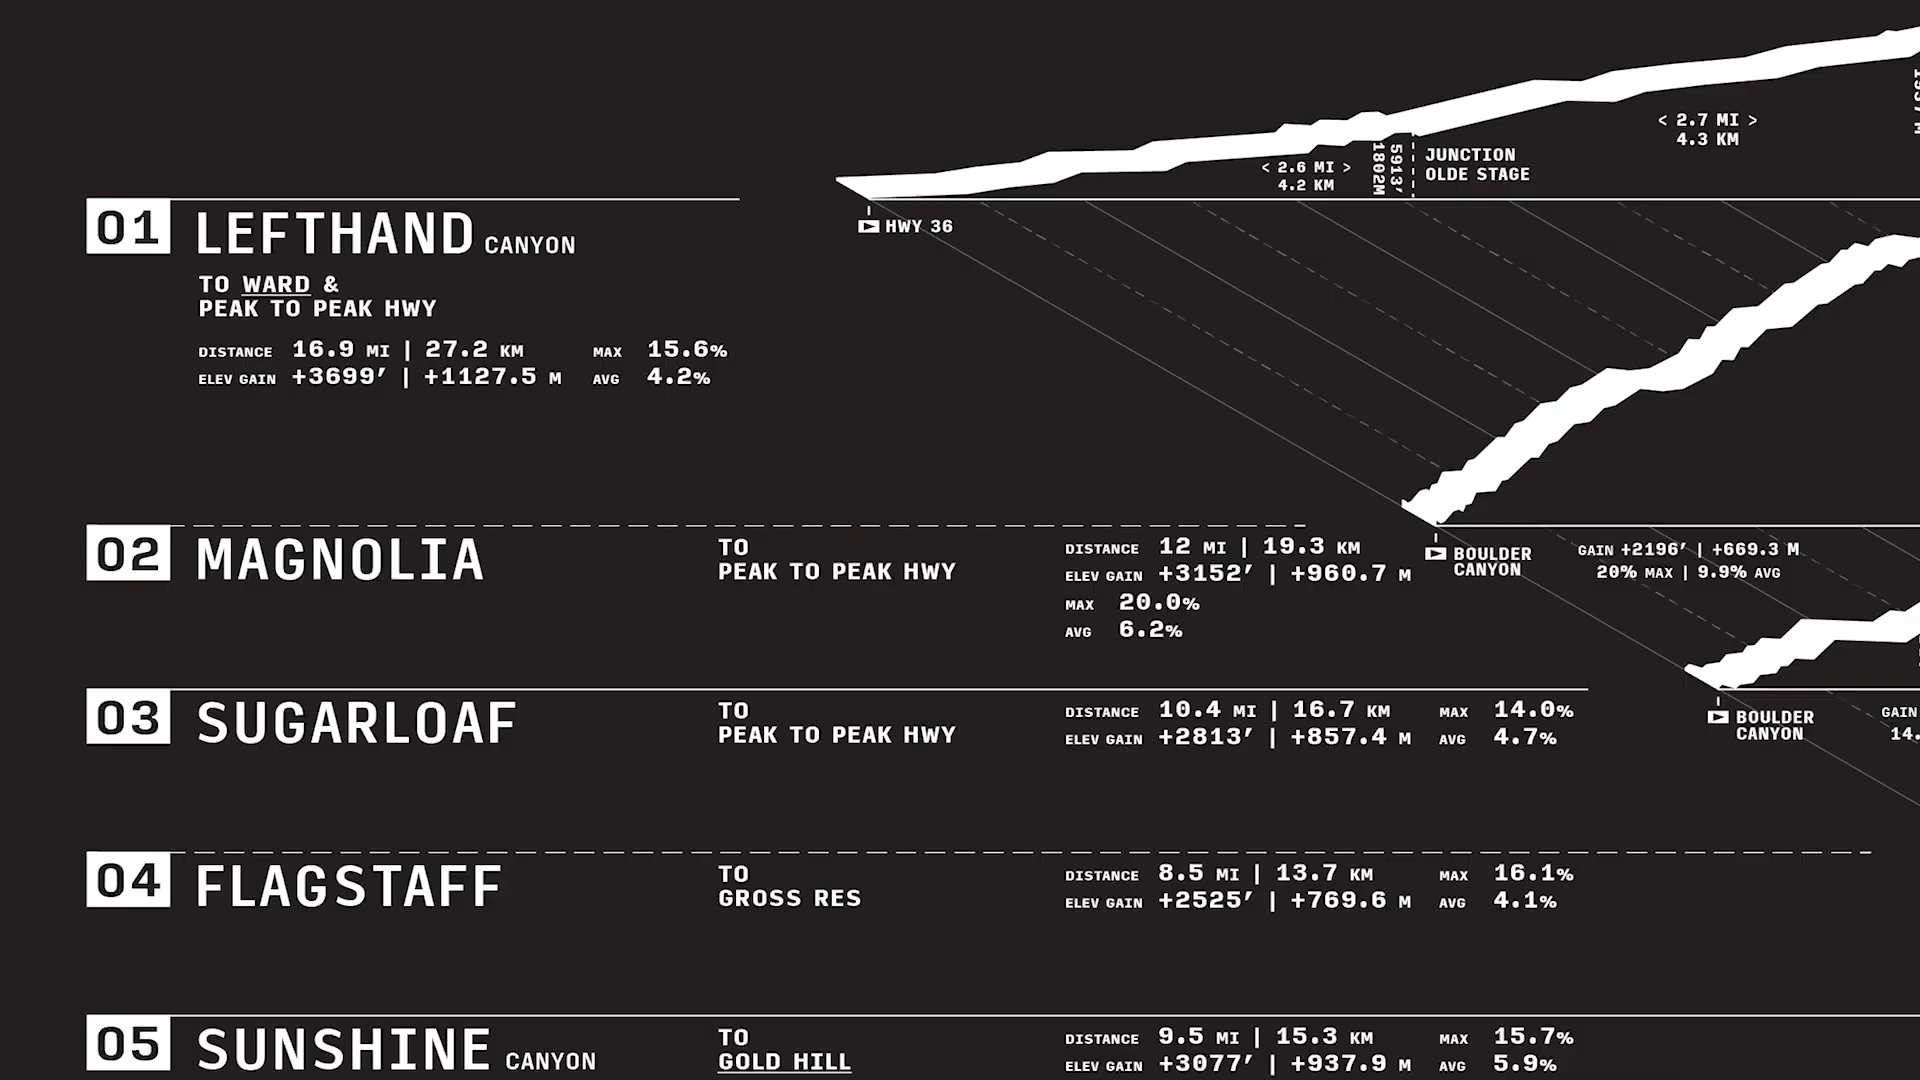 < 2.7 MI >
4.3 KM
< 2.6 MI >
4.2 KM
5913’
1802M
JUNCTION
OLDE STAGE
HWY 36
01 LEFTHAND CANYON
TO WARD &
PEAK TO PEAK HWY
DISTANCE 16.9 MI | 27.2 KM MAX 15.6%
ELEV GAIN +3699’ | +1127.5 M AVG 4.2%
02 MAGNOLIA
TO
PEAK TO PEAK HWY
DISTANCE 12 MI | 19.3 KM
ELEV GAIN +3152’ | +960.7 M
MAX 20.0%
AVG 6.2%
BOULDER
CANYON
GAIN +2196’ | +669.3 M
20% MAX | 9.9% AVG
03 SUGARLOAF
TO
PEAK TO PEAK HWY
DISTANCE 10.4 MI | 16.7 KM MAX 14.0%
ELEV GAIN +2813’ | +857.4 M AVG 4.7%
BOULDER
CANYON
GAIN
14.
04 FLAGSTAFF
TO
GROSS RES
DISTANCE 8.5 MI | 13.7 KM MAX 16.1%
ELEV GAIN +2525’ | +769.6 M AVG 4.1%
05 SUNSHINE CANYON
TO
GOLD HILL
DISTANCE 9.5 MI | 15.3 KM MAX 15.7%
ELEV GAIN +3077’ | +937.9 M AVG 5.9%